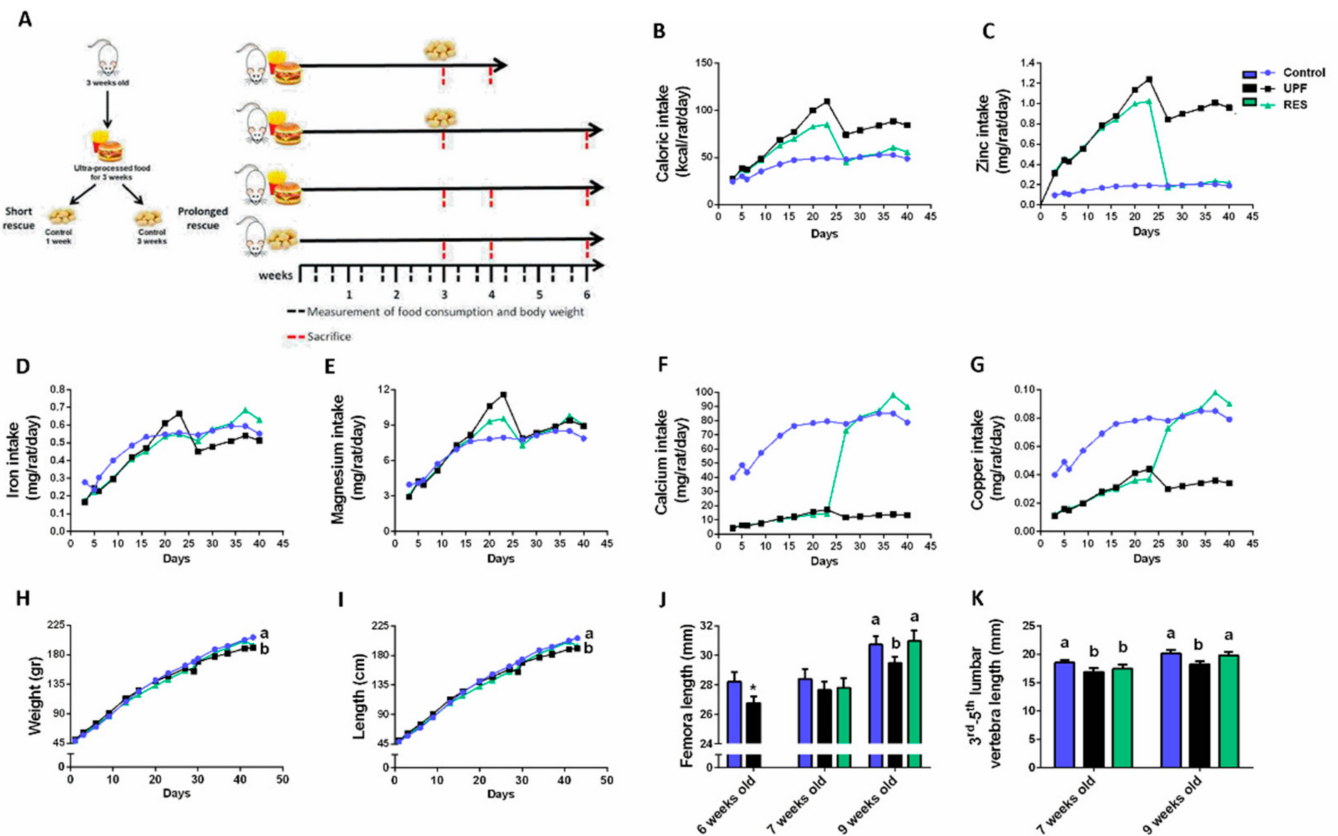 A
3 weeks old
Ultra-processed food
for 3 weeks
Short
rescue
Control
1 week
Control
3 weeks
Prolonged
rescue
weeks
1 2 3 4 5 6
Measurement of food consumption and body weight
Sacrifice
B
Caloric intake
(kcal/rat/day)
150
100
50
0
0 5 10 15 20 25 30 35 40 45
Days
C
Zinc intake
(mg/rat/day)
1.4
1.2
1.0
0.8
0.6
0.4
0.2
0.0
0 5 10 15 20 25 30 35 40 45
Days
Control
UPF
RES
D
Iron intake
(mg/rat/day)
0.8
0.7
0.6
0.5
0.4
0.3
0.2
0.1
0.0
0 5 10 15 20 25 30 35 40 45
Days
E
Magnesium intake
(mg/rat/day)
12
9
6
3
0
0 5 10 15 20 25 30 35 40 45
Days
F
Calcium intake
(mg/rat/day)
100
90
80
70
60
50
40
30
20
10
0
0 5 10 15 20 25 30 35 40 45
Days
G
Copper intake
(mg/rat/day)
0.10
0.08
0.06
0.04
0.02
0.00
0 5 10 15 20 25 30 35 40 45
Days
H
Weight (gr)
225
180
135
90
45
0
0 10 20 30 40 50
Days
a
b
I
Length (cm)
225
180
135
90
45
0
0 10 20 30 40 50
Days
a
b
J
Femora length (mm)
32
30
28
26
24
0
*
a b a
6 weeks old
7 weeks old
9 weeks old
K
3rd-5th lumbar
vertebra length (mm)
25
20
15
10
5
0
a b b
a b a
7 weeks old
9 weeks old